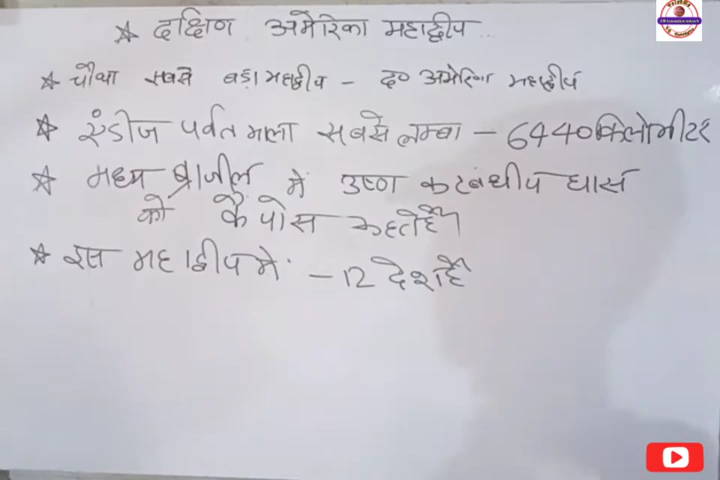 ★ दक्षिण अमेरिका महाद्वीप
★ चौथा सबसे बड़ा महाद्वीप - द० अमेरिका महाद्वीप
★ एंडीज पर्वत माला सबसे लम्बा - 6440 किलोमीटर
★ मध्य ब्राजील में उष्ण कटबंधीय घास
को कैंपोस कहते हैं।
★ इस महाद्वीप में - 12 देश हैं